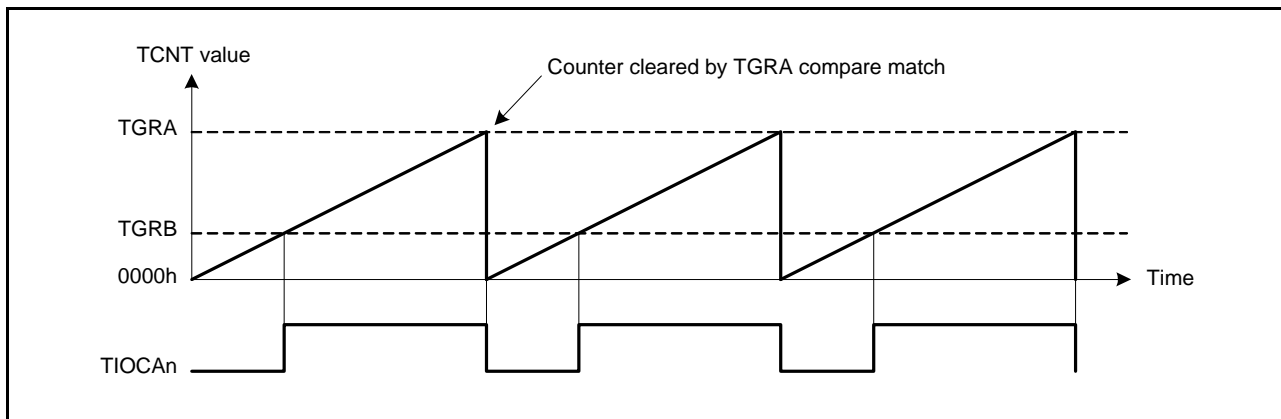 TCNT value
Counter cleared by TGRA compare match
TGRA
TGRB
0000h
Time
TIOCAn